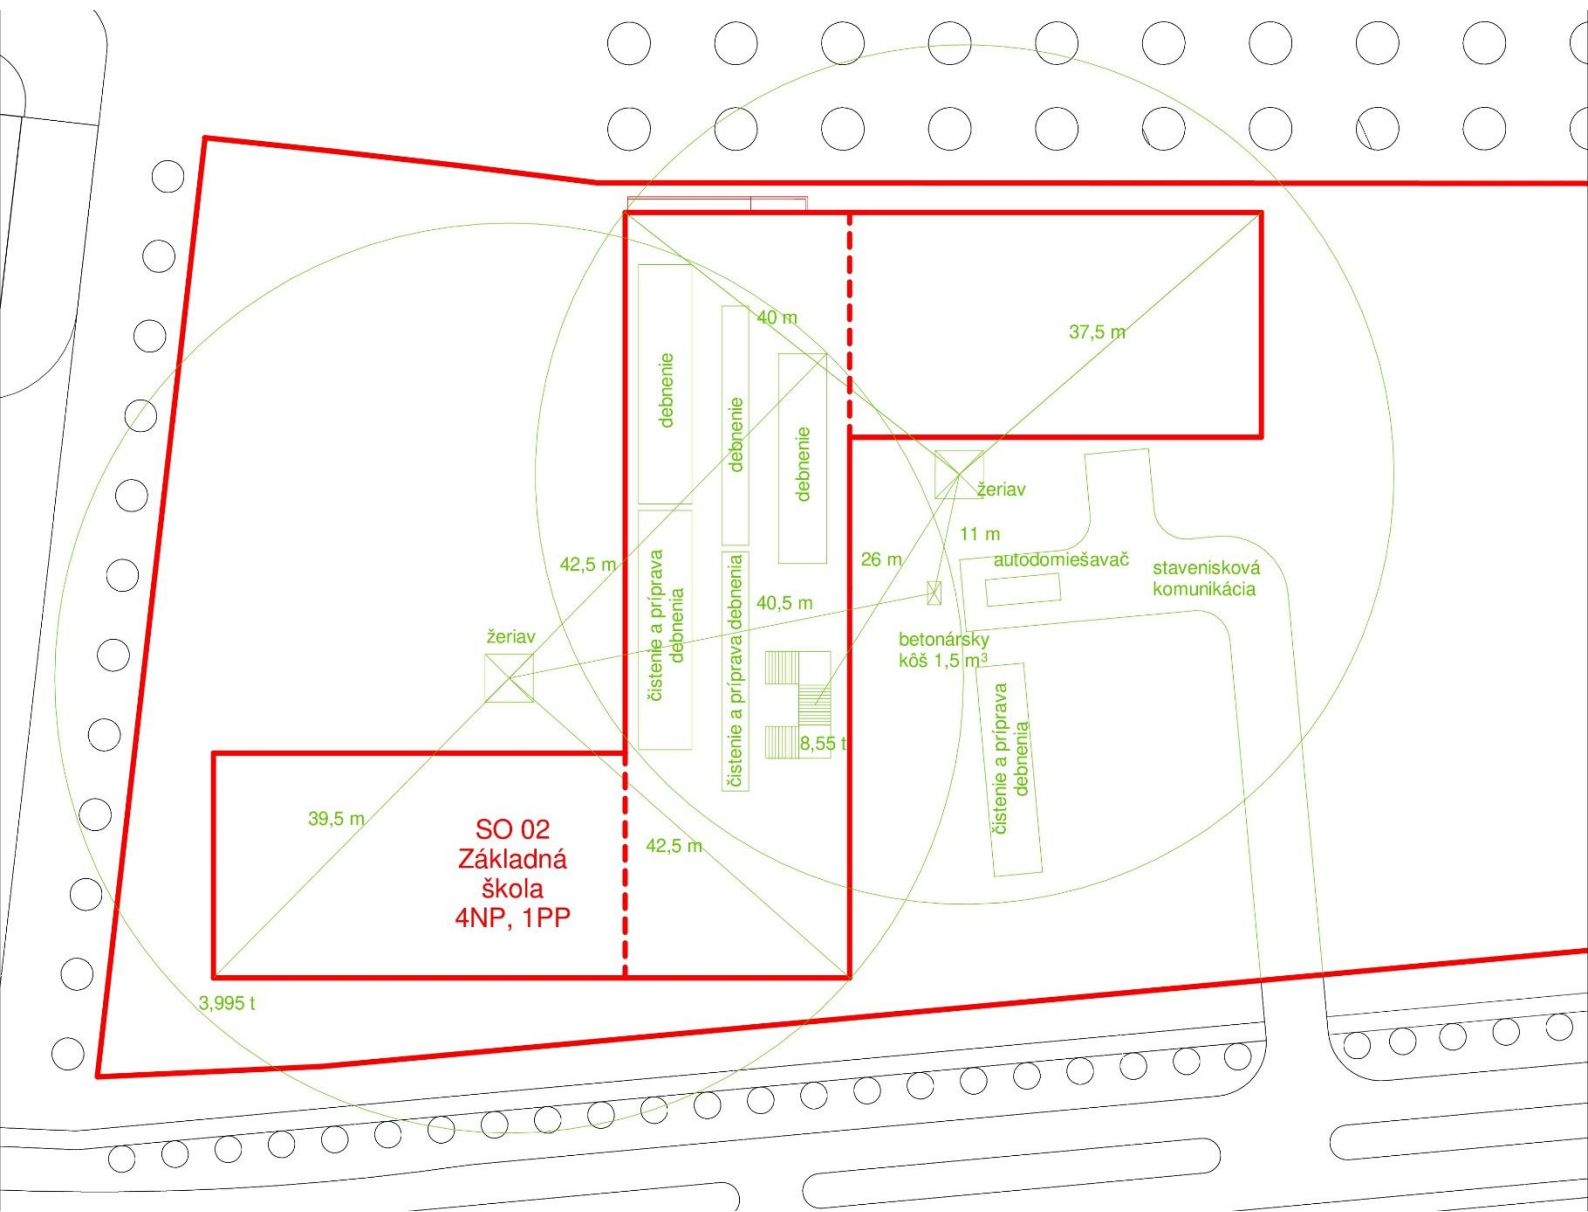 40 m
37,5 m
debnenie
debnenie
debnenie
žeriav
11 m
26 m
autodomiešavač
stavenisková
komunikácia
42,5 m
čistenie a príprava
debnenia
čistenie a príprava debnenia
40,5 m
betonársky
kôš 1,5 m³
žeriav
čistenie a príprava
debnenia
8,55 t
39,5 m
SO 02
Základná
škola
4NP, 1PP
42,5 m
3,995 t